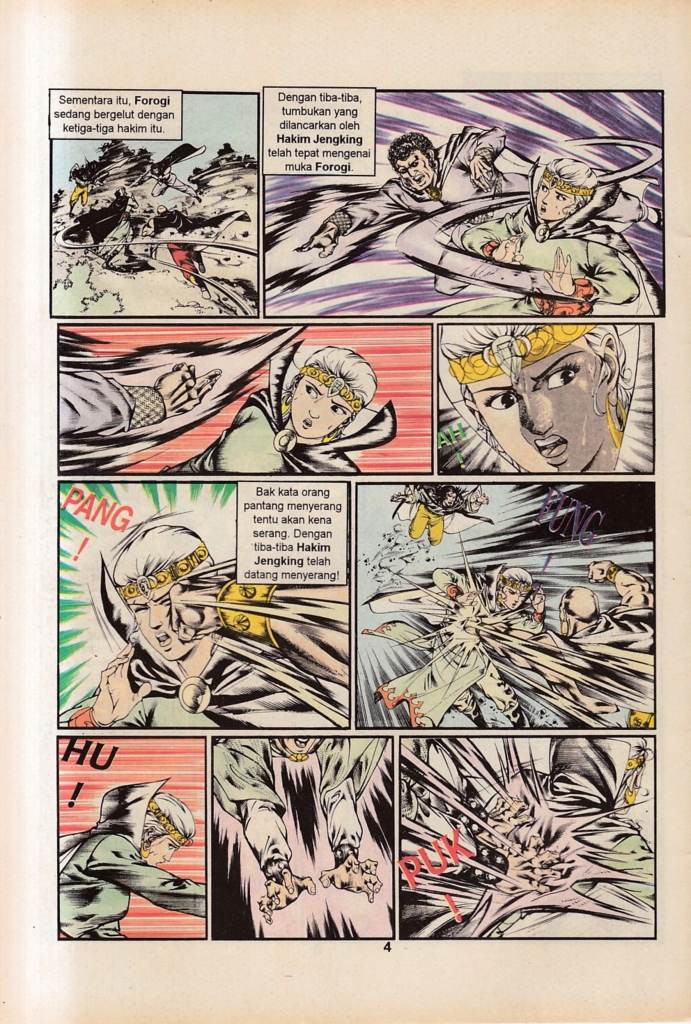 Sementara itu, Forogi
sedang bergelut dengan
ketiga-tiga hakim itu.
Dengan tiba-tiba,
tumbukan yang
dilancarkan oleh
Hakim Jengking
telah tepat mengenai
muka Forogi.
AH
!
PANG
!
Bak kata orang
pantang menyerang
tentu akan kena
serang. Dengan
tiba-tiba Hakim
Jengking telah
datang menyerang!
FUNG
!
HU
!
PUK
!
4